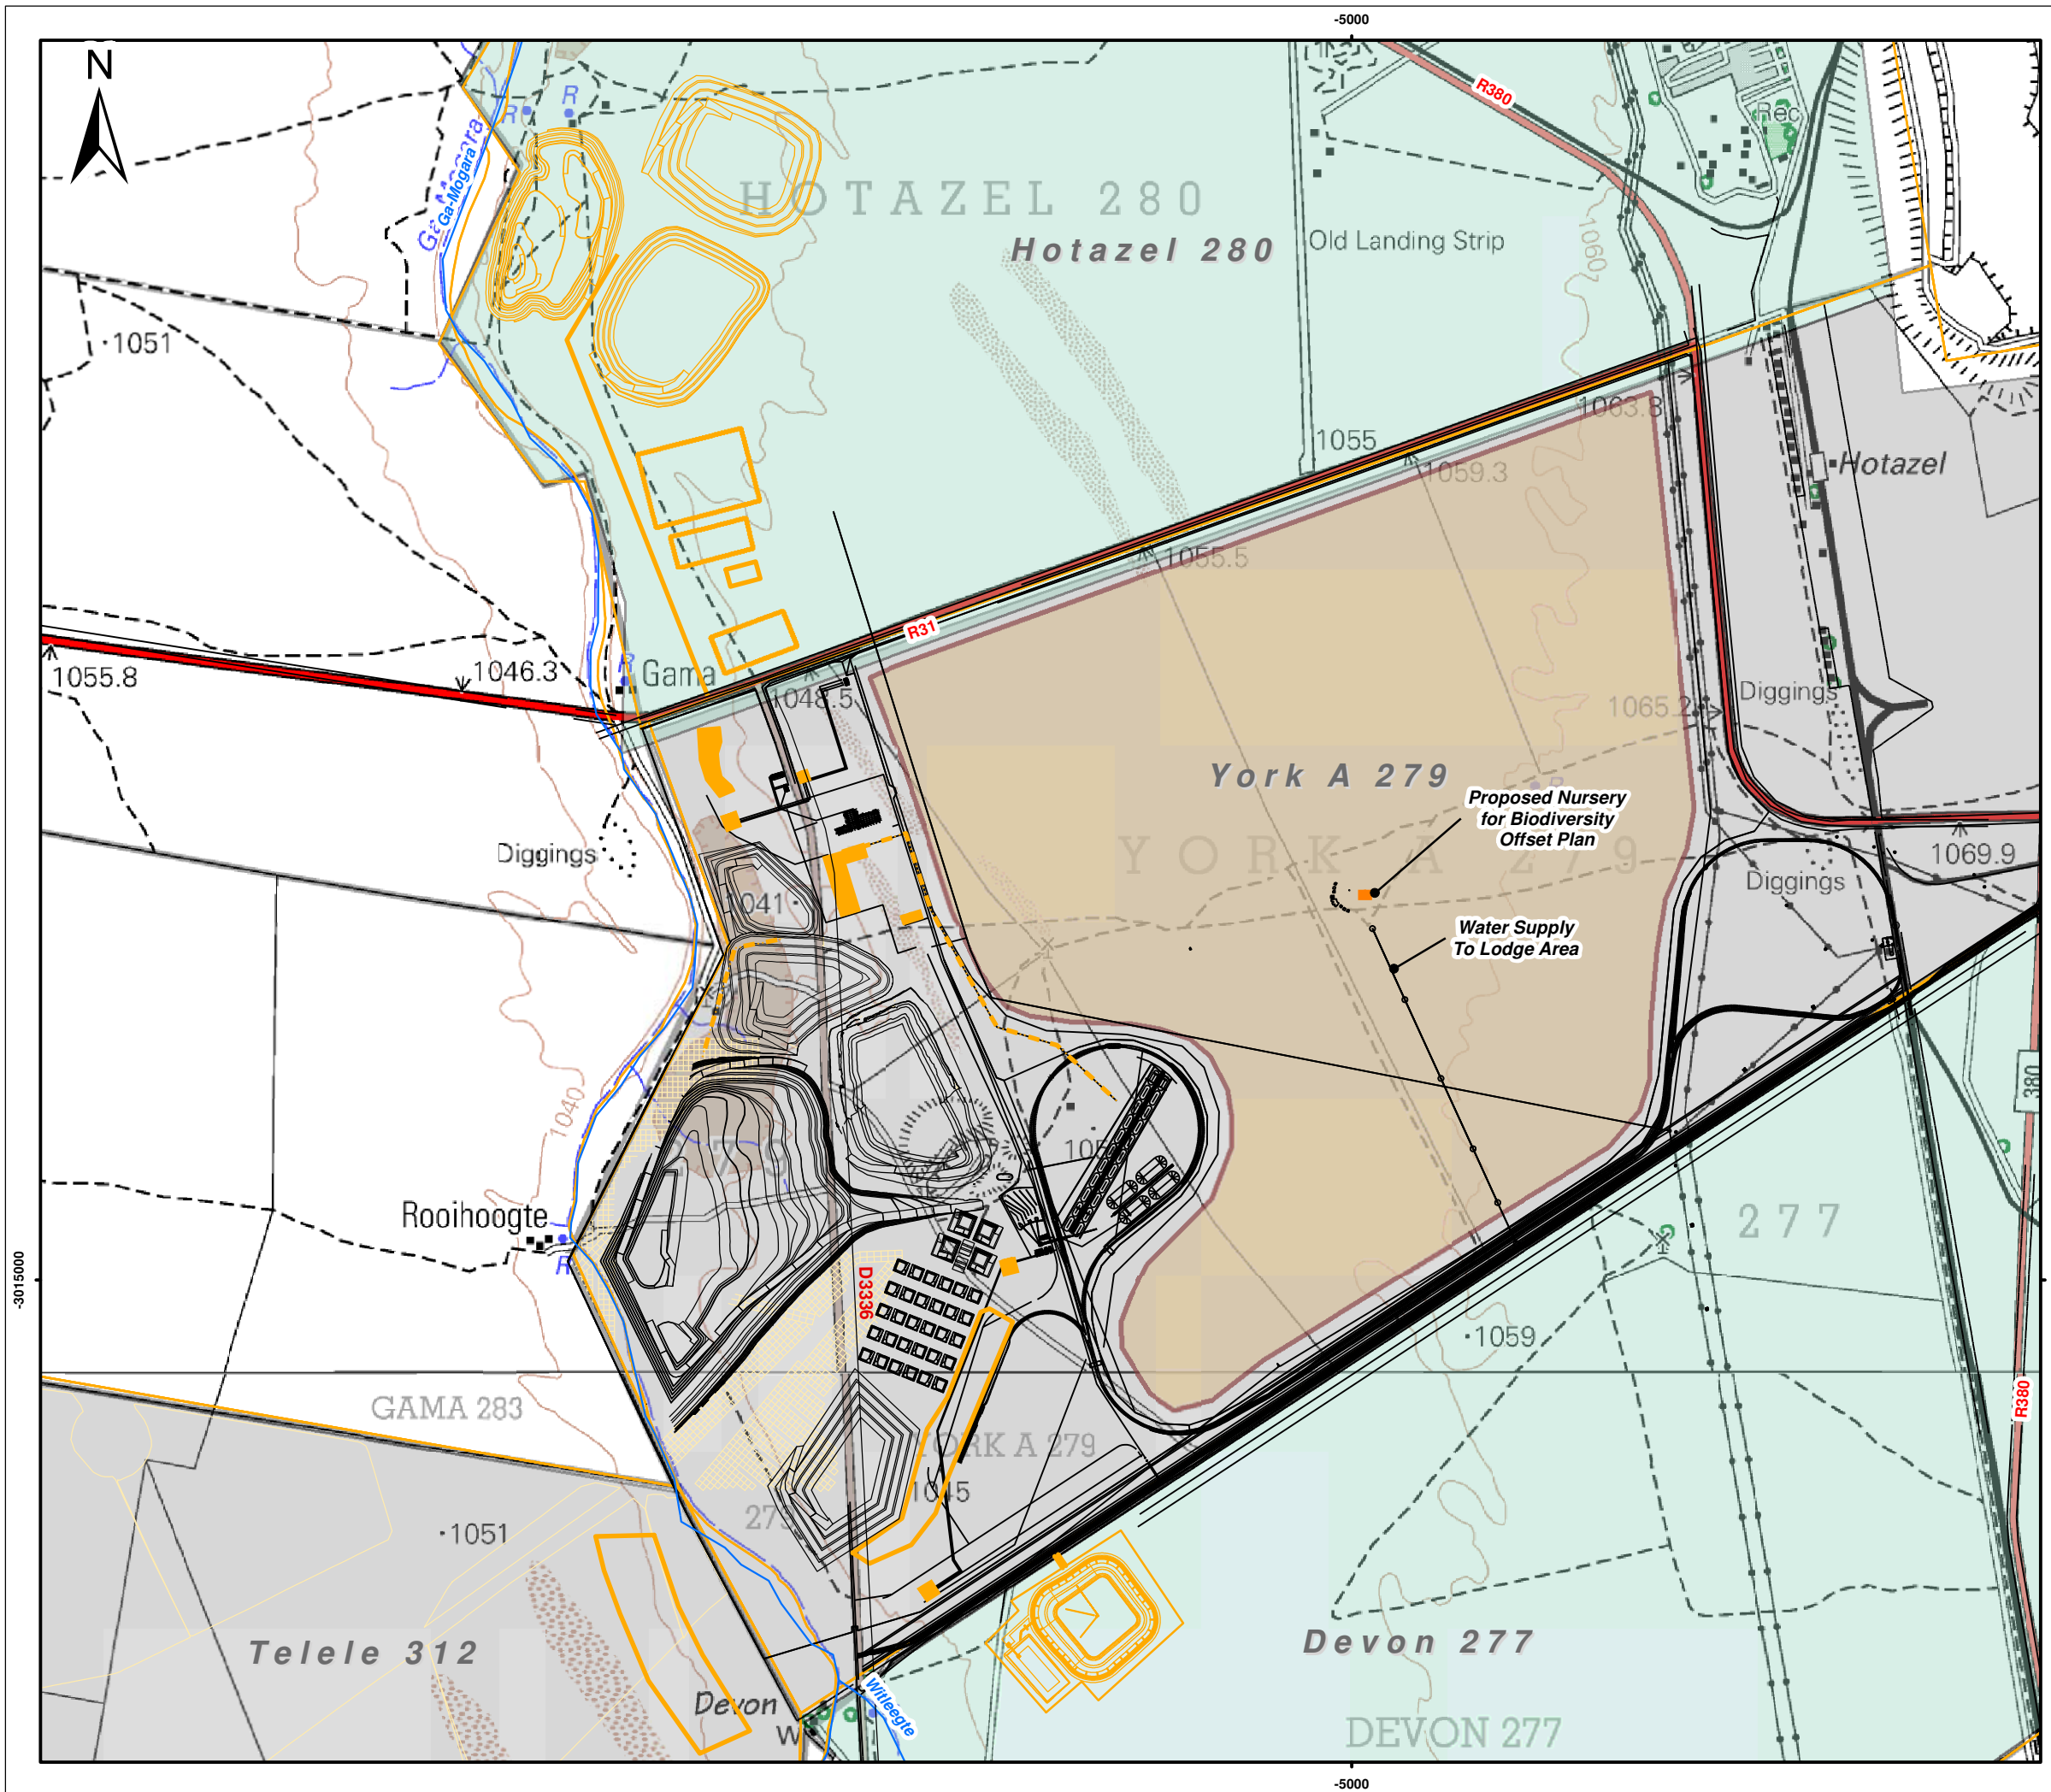 -5000
N
R
R
Ga-Mogara
R380
Rec
HOTAZEL 280
Hotazel 280
Old Landing Strip
1060
1051
1063.8
1055
1059.3
Hotazel
1055.5
R31
1055.8
1046.3
R
Gama
1048.5
1065.2
Diggings
York A 279
Proposed Nursery
for Biodiversity
Offset Plan
YORK A 279
Diggings
1069.9
Diggings
1041
Water Supply
To Lodge Area
1040
380
279
Rooihoogte
R
277
-3015000
D3336
1059
GAMA 283
R380
YORK A 279
1045
1051
Telele 312
Devon 277
Devon
W
Witleegte
DEVON 277
-5000